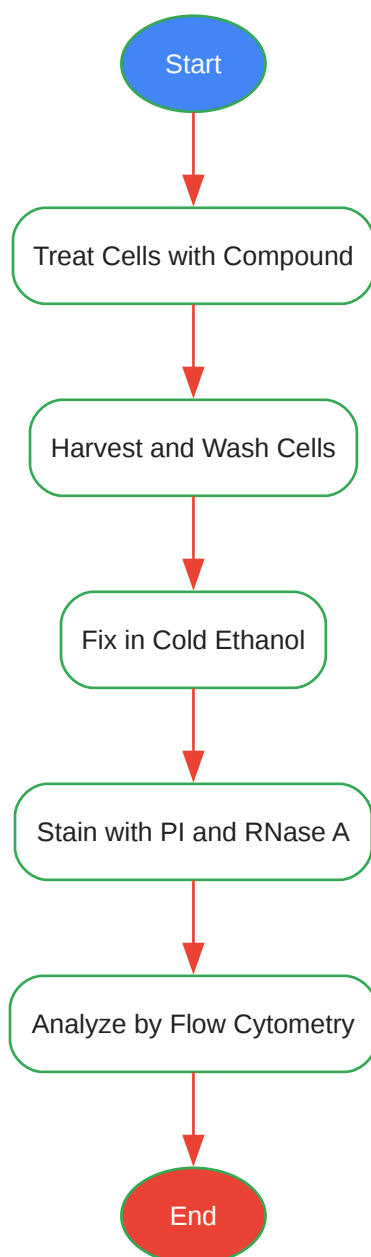 Start
Treat Cells with Compound
Harvest and Wash Cells
Fix in Cold Ethanol
Stain with PI and RNase A
Analyze by Flow Cytometry
End